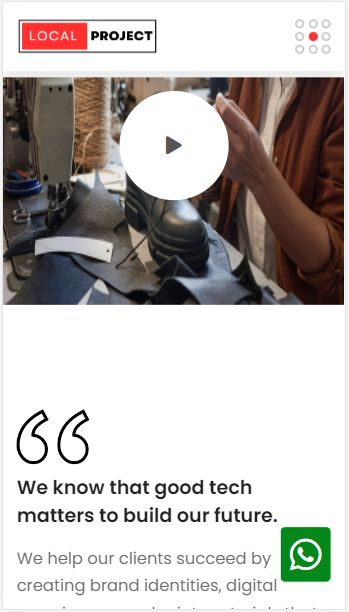 LOCAL PROJECT
We know that good tech
matters to build our future.
We help our clients succeed by
creating brand identities, digital